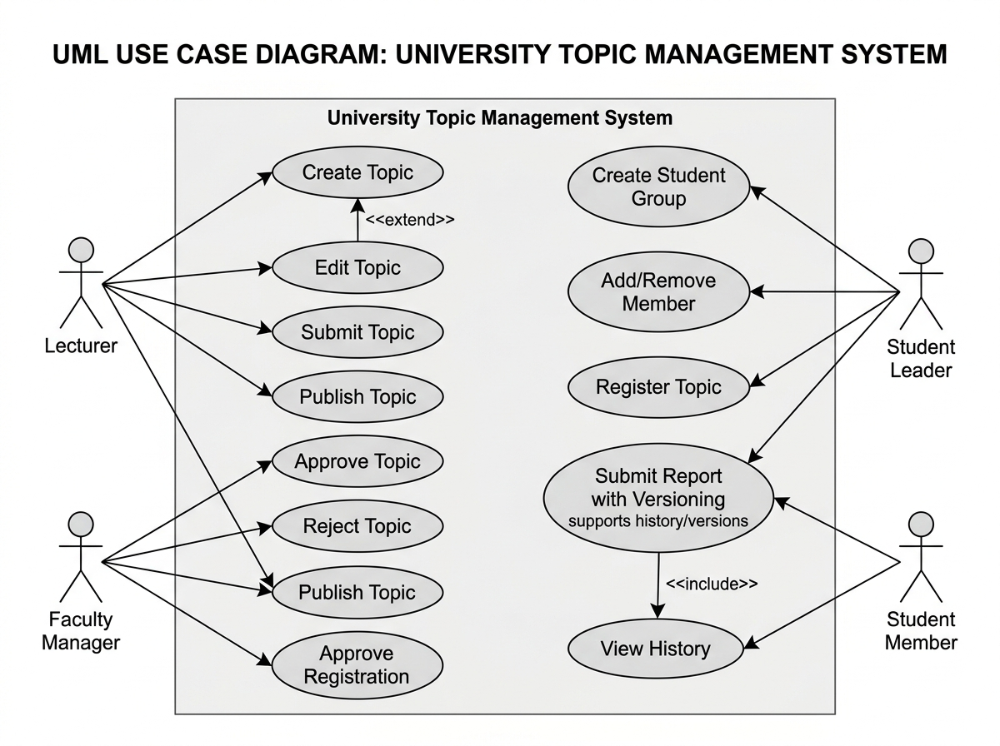 UML USE CASE DIAGRAM: UNIVERSITY TOPIC MANAGEMENT SYSTEM
University Topic Management System
Create Topic
<<extend>>
Edit Topic
Submit Topic
Publish Topic
Approve Topic
Reject Topic
Publish Topic
Approve
Registration
Lecturer
Faculty
Manager
Create Student
Group
Add/Remove
Member
Register Topic
Submit Report
with Versioning
supports history/versions
<<include>>
View History
Student
Leader
Student
Member